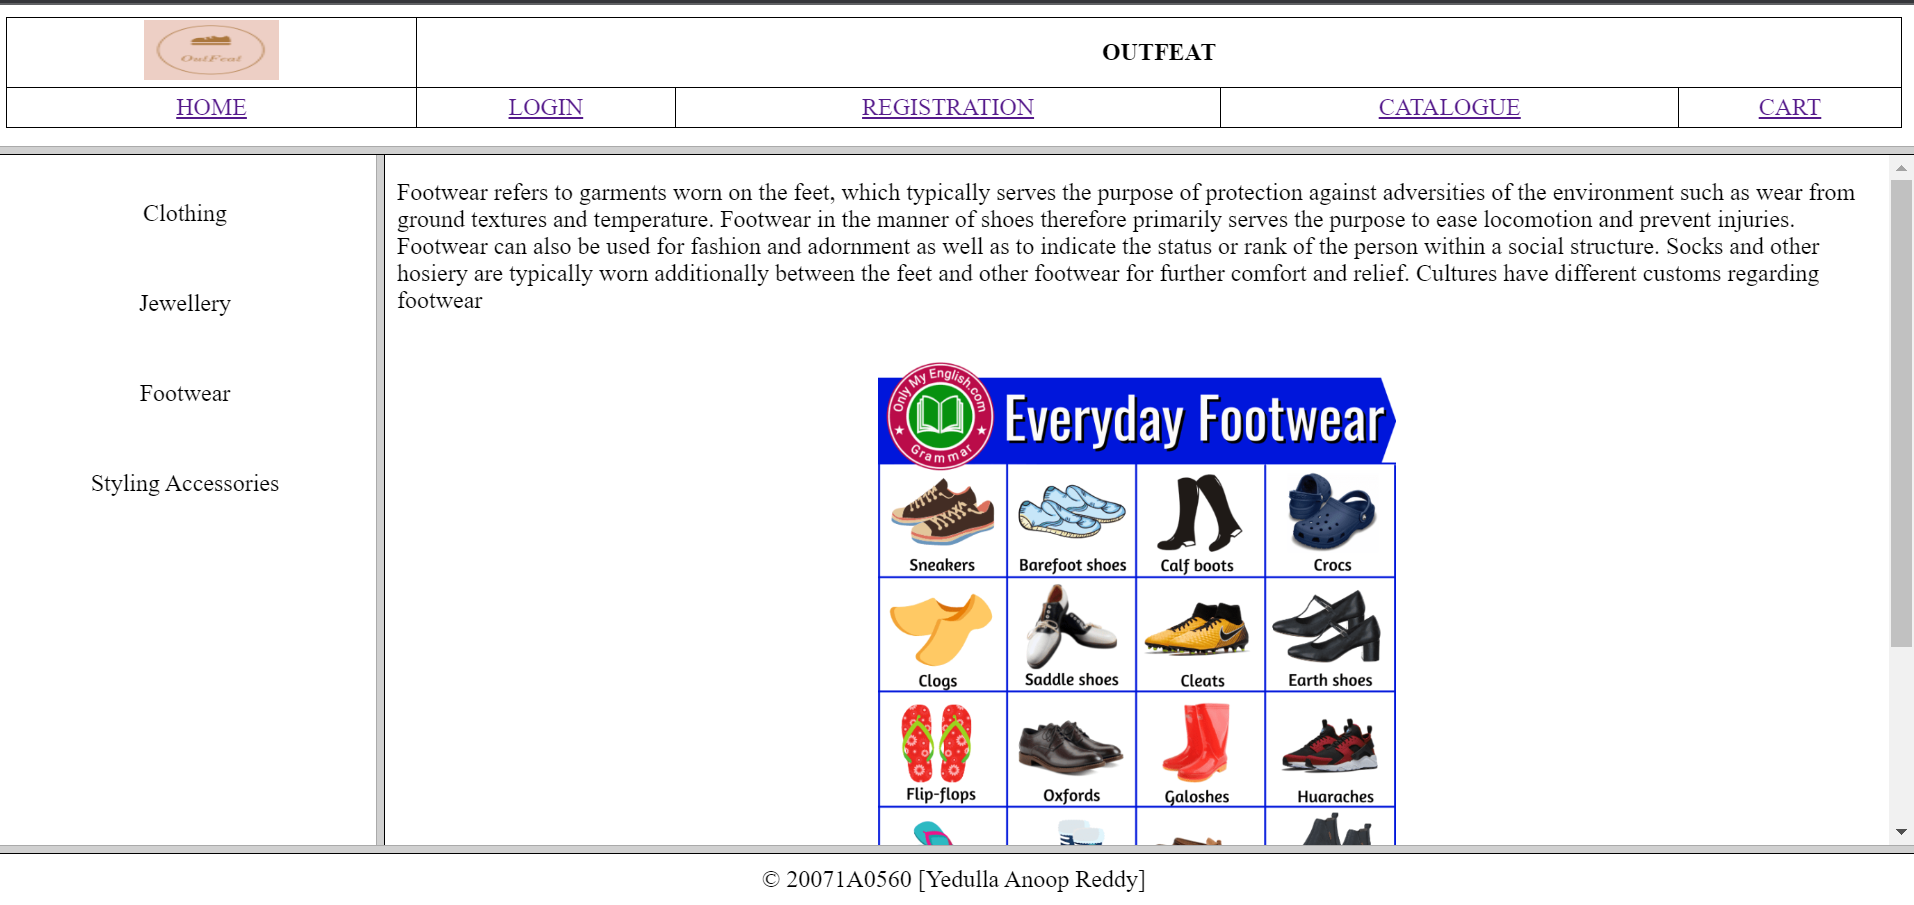 OutFeat
OUTFEAT
HOME LOGIN REGISTRATION CATALOGUE CART
Clothing
Jewellery
Footwear
Styling Accessories
Footwear refers to garments worn on the feet, which typically serves the purpose of protection against adversities of the environment such as wear from
ground textures and temperature. Footwear in the manner of shoes therefore primarily serves the purpose to ease locomotion and prevent injuries.
Footwear can also be used for fashion and adornment as well as to indicate the status or rank of the person within a social structure. Socks and other
hosiery are typically worn additionally between the feet and other footwear for further comfort and relief. Cultures have different customs regarding
footwear
Only My English.com
Grammar
Everyday Footwear
Sneakers Barefoot shoes Calf boots Crocs
Clogs Saddle shoes Cleats Earth shoes
Flip-flops Oxfords Galoshes Huaraches
© 20071A0560 [Yedulla Anoop Reddy]